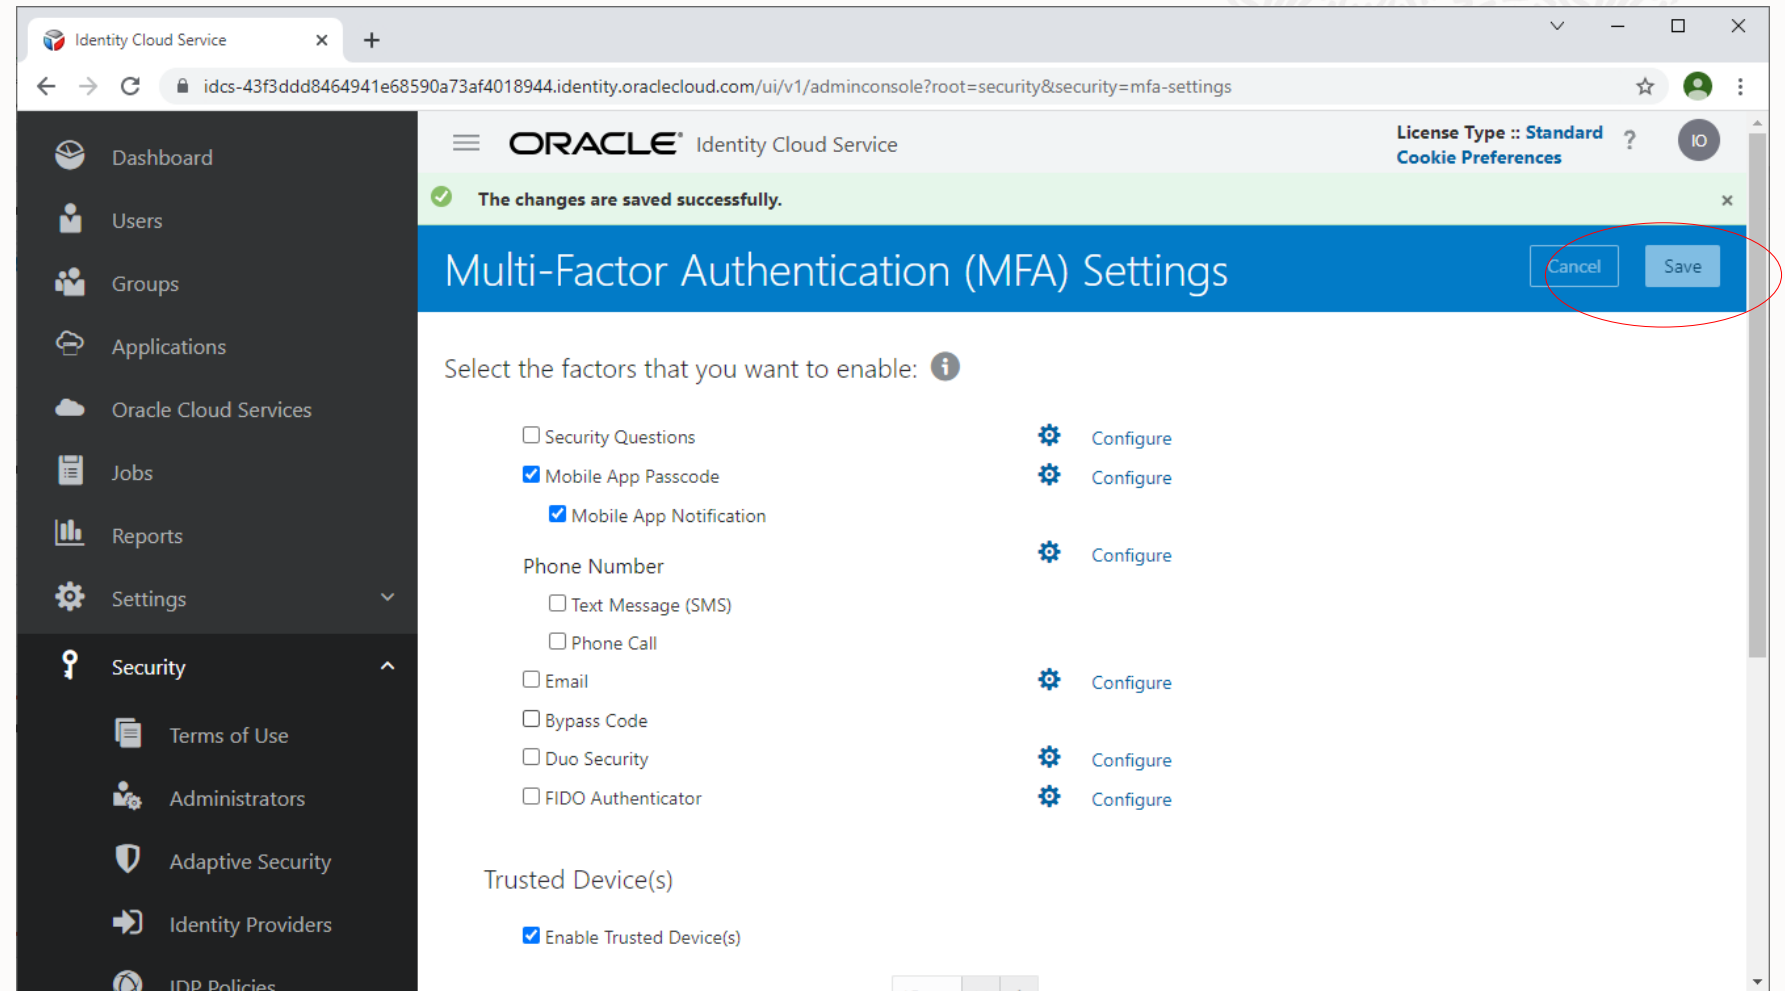 Identity Cloud Service
idcs-43f3ddd8464941e68590a73af4018944.identity.oraclecloud.com/ui/v1/adminconsole?root=security&security=mfa-settings
Dashboard
Users
Groups
Applications
Oracle Cloud Services
Jobs
Reports
Settings
Security
Terms of Use
Administrators
Adaptive Security
Identity Providers
IDP Policies
ORACLE Identity Cloud Service
License Type :: Standard
Cookie Preferences
?
IO
The changes are saved successfully.
Multi-Factor Authentication (MFA) Settings
Cancel
Save
Select the factors that you want to enable:
Security Questions Configure
Mobile App Passcode Configure
Mobile App Notification
Phone Number Configure
Text Message (SMS)
Phone Call
Email Configure
Bypass Code
Duo Security Configure
FIDO Authenticator Configure
Trusted Device(s)
Enable Trusted Device(s)